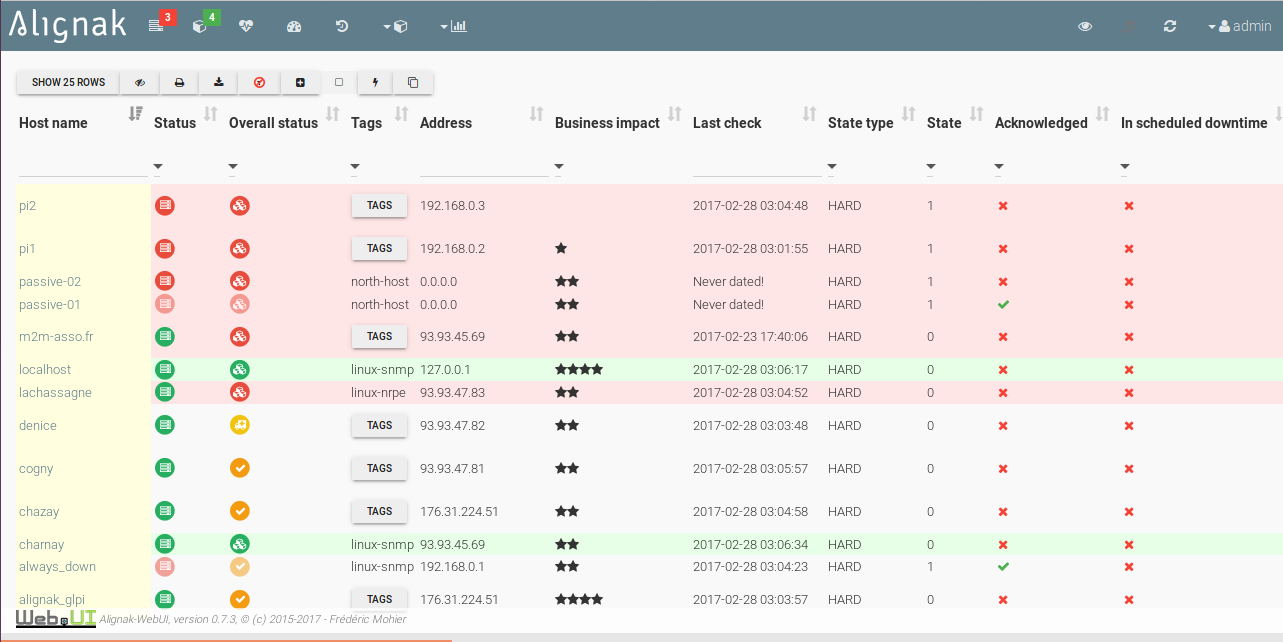 Alignak 3 4 admin
SHOW 25 ROWS
Host name Status Overall status Tags Address Business impact Last check State type State Acknowledged In scheduled downtime
pi2 TAGS 192.168.0.3 2017-02-28 03:04:48 HARD 1
pi1 TAGS 192.168.0.2 2017-02-28 03:01:55 HARD 1
passive-02 north-host 0.0.0.0 Never dated! HARD 1
passive-01 north-host 0.0.0.0 Never dated! HARD 1
m2m-asso.fr TAGS 93.93.45.69 2017-02-23 17:40:06 HARD 0
localhost linux-snmp 127.0.0.1 2017-02-28 03:06:17 HARD 0
lachassagne linux-nrpe 93.93.47.83 2017-02-28 03:04:52 HARD 0
denice TAGS 93.93.47.82 2017-02-28 03:03:48 HARD 0
cogny TAGS 93.93.47.81 2017-02-28 03:05:57 HARD 0
chazay TAGS 176.31.224.51 2017-02-28 03:04:58 HARD 0
charnay linux-snmp 93.93.45.69 2017-02-28 03:06:34 HARD 0
always_down linux-snmp 192.168.0.1 2017-02-28 03:04:23 HARD 1
alignak_glpi TAGS 176.31.224.51 2017-02-28 03:03:57 HARD 0
Web UI Alignak-WebUI, version 0.7.3, © (c) 2015-2017 - Frédéric Mohier